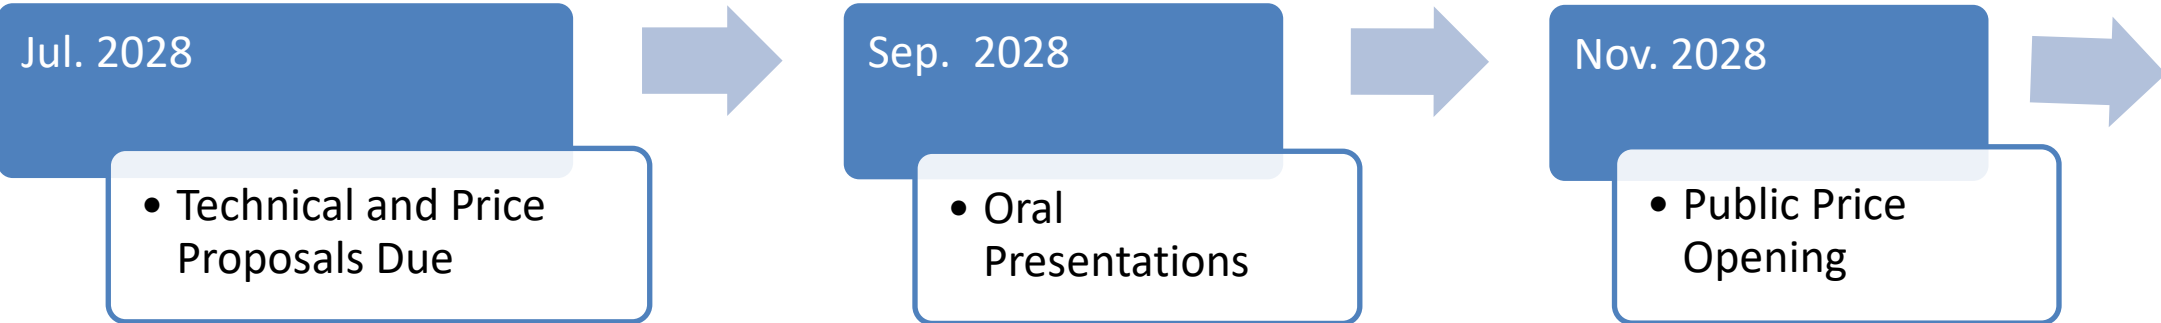 Jul. 2028
• Technical and Price
Proposals Due
Sep. 2028
• Oral
Presentations
Nov. 2028
• Public Price
Opening